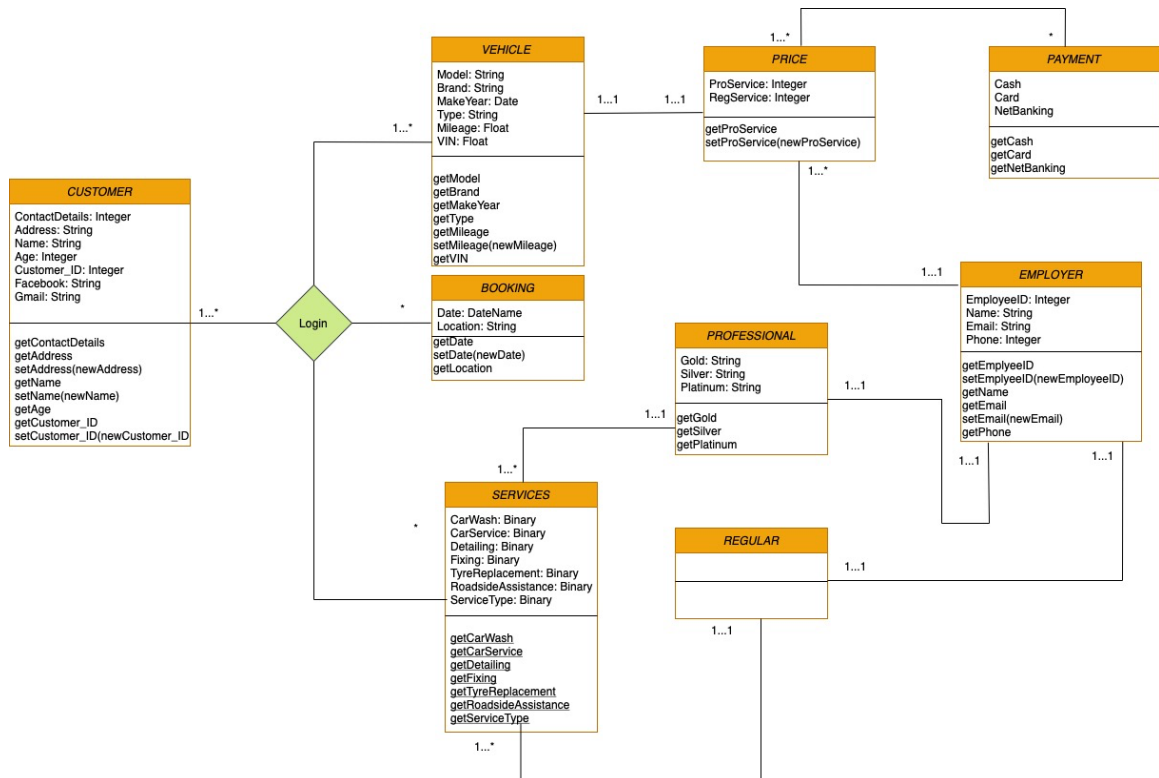 1...*
*
VEHICLE
Model: String
Brand: String
MakeYear: Date
Type: String
Mileage: Float
VIN: Float
getModel
getBrand
getMakeYear
getType
getMileage
setMileage(newMileage)
getVIN
1...1
1...1
PRICE
ProService: Integer
RegService: Integer
getProService
setProService(newProService)
PAYMENT
Cash
Card
NetBanking
getCash
getCard
getNetBanking
1...*
1...*
CUSTOMER
ContactDetails: Integer
Address: String
Name: String
Age: Integer
Customer_ID: Integer
Facebook: String
Gmail: String
getContactDetails
getAddress
setAddress(newAddress)
getName
setName(newName)
getAge
getCustomer_ID
setCustomer_ID(newCustomer_ID
1...*
Login
*
BOOKING
Date: DateName
Location: String
getDate
setDate(newDate)
getLocation
1...1
EMPLOYER
EmployeeID: Integer
Name: String
Email: String
Phone: Integer
getEmplyeeID
setEmplyeeID(newEmployeeID)
getName
getEmail
setEmail(newEmail)
getPhone
PROFESSIONAL
Gold: String
Silver: String
Platinum: String
getGold
getSilver
getPlatinum
1...1
1...1
1...1
1...1
1...*
*
SERVICES
CarWash: Binary
CarService: Binary
Detailing: Binary
Fixing: Binary
TyreReplacement: Binary
RoadsideAssistance: Binary
ServiceType: Binary
getCarWash
getCarService
getDetailing
getFixing
getTyreReplacement
getRoadsideAssistance
getServiceType
REGULAR
1...1
1...1
1...*